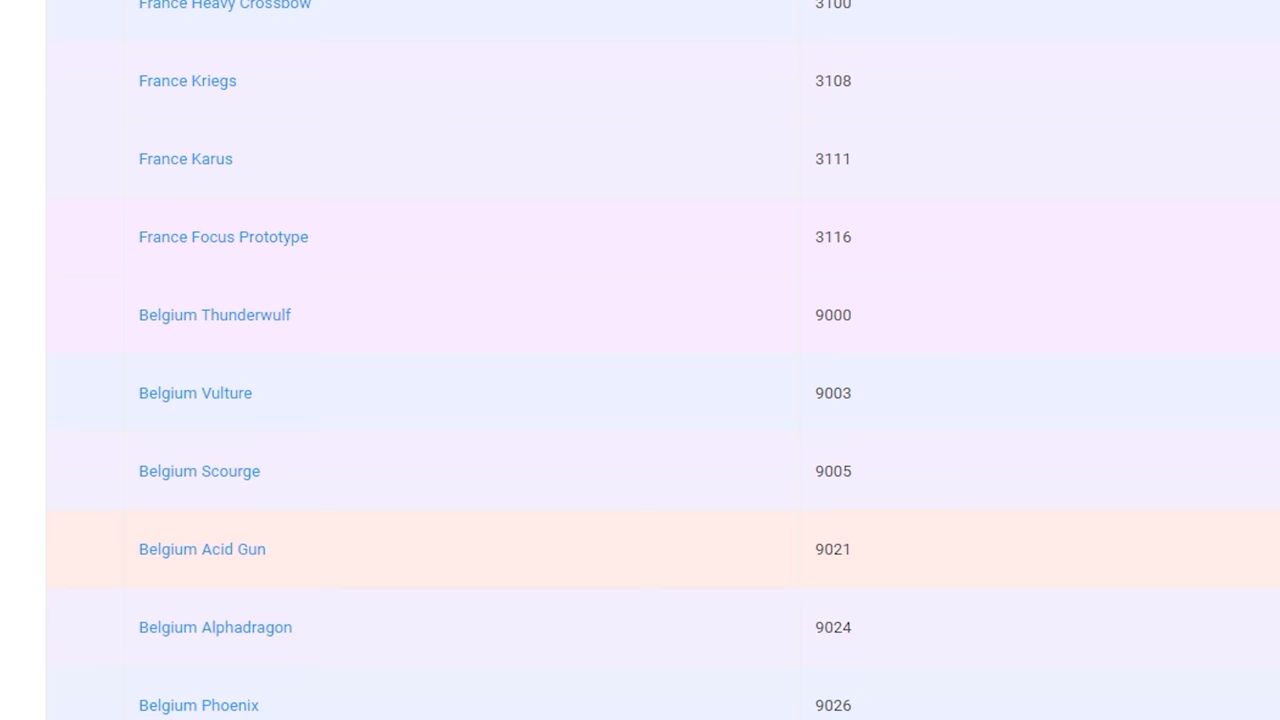 France Heavy Crossbow 3100
France Kriegs 3108
France Karus 3111
France Focus Prototype 3116
Belgium Thunderwulf 9000
Belgium Vulture 9003
Belgium Scourge 9005
Belgium Acid Gun 9021
Belgium Alphadragon 9024
Belgium Phoenix 9026